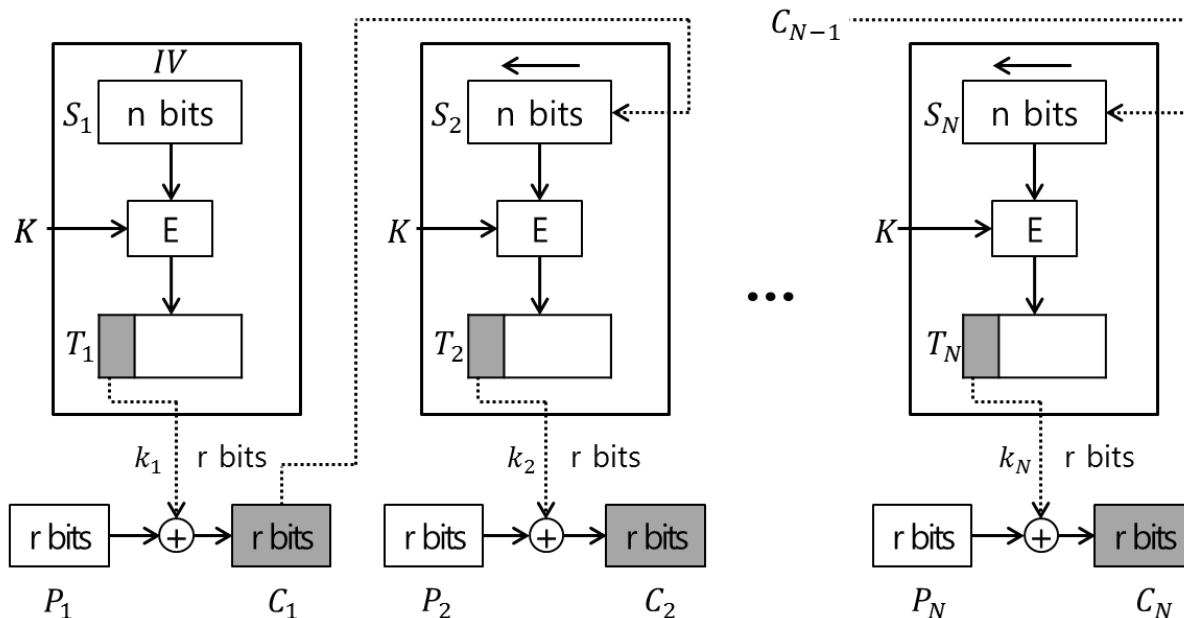 C_{N-1}
IV
S_1 n bits
S_2 n bits
S_N n bits
K E
K E
K E
...
T_1
T_2
T_N
k_1 r bits
k_2 r bits
k_N r bits
r bits + r bits
r bits + r bits
r bits + r bits
P_1 C_1
P_2 C_2
P_N C_N